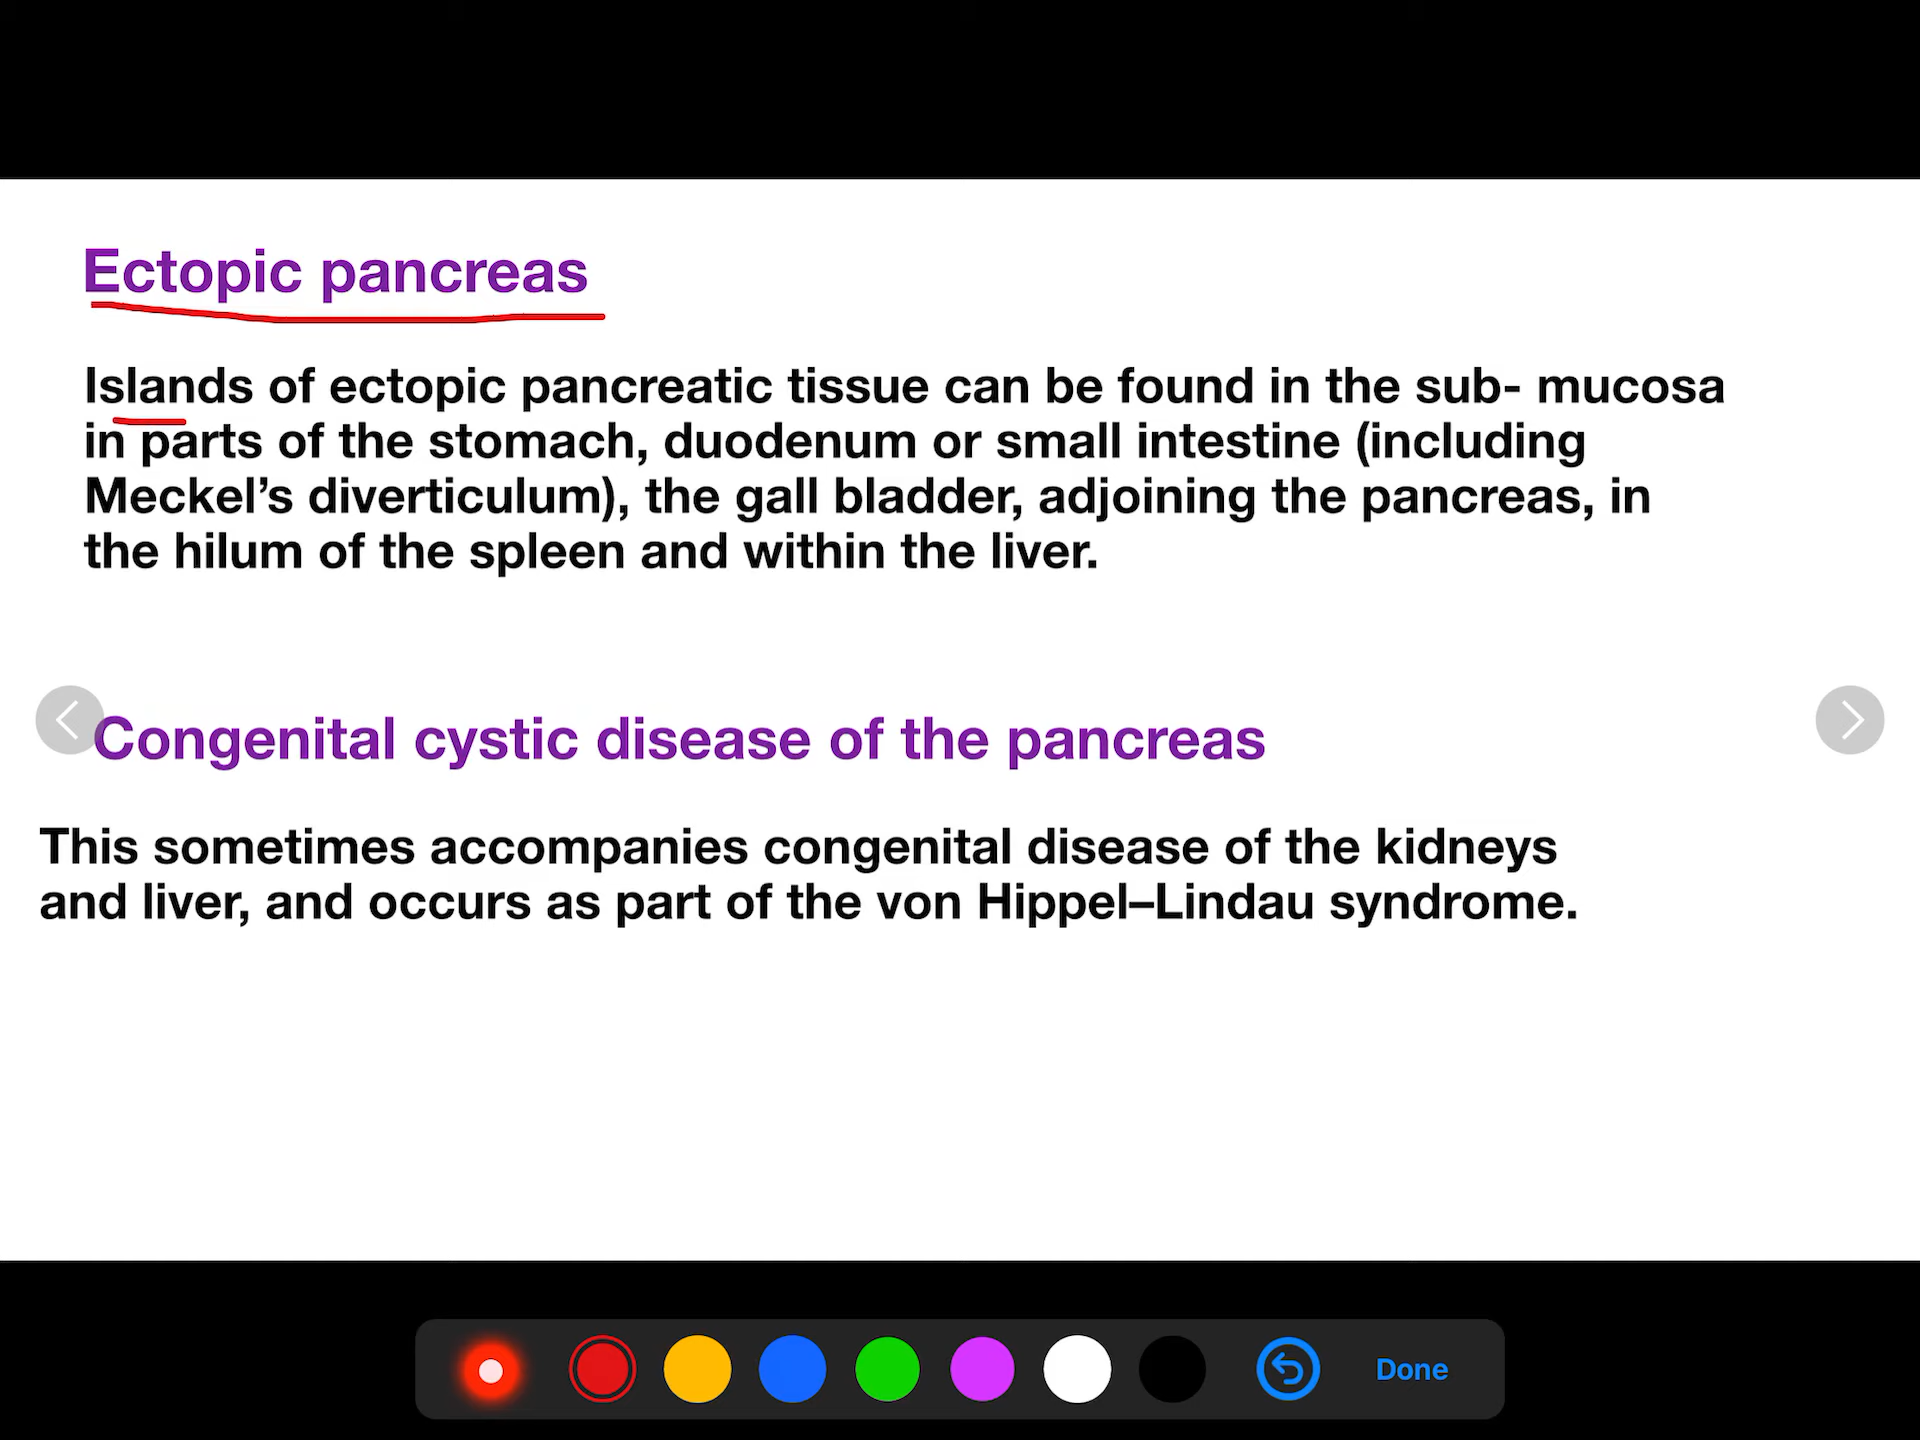 Ectopic pancreas
Islands of ectopic pancreatic tissue can be found in the sub- mucosa
in parts of the stomach, duodenum or small intestine (including
Meckel’s diverticulum), the gall bladder, adjoining the pancreas, in
the hilum of the spleen and within the liver.
Congenital cystic disease of the pancreas
This sometimes accompanies congenital disease of the kidneys
and liver, and occurs as part of the von Hippel–Lindau syndrome.
Done